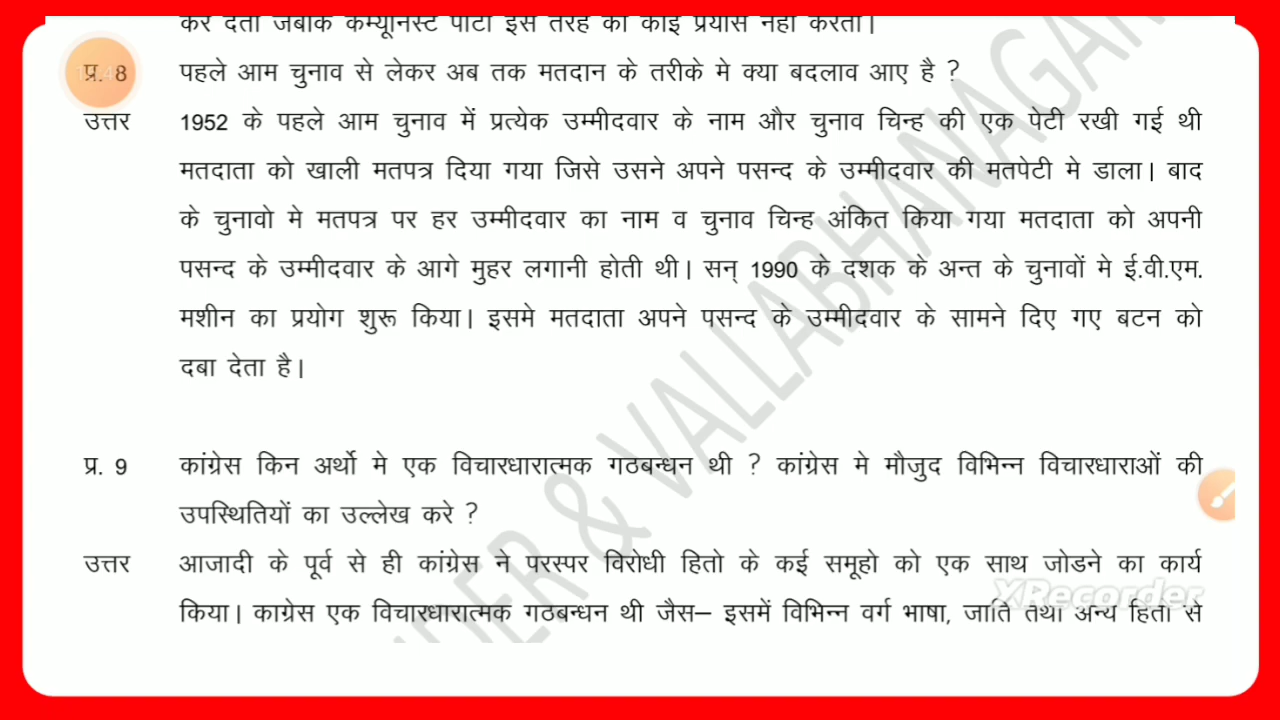 कर देती जबकि कम्यूनिस्ट पार्टी इस तरह का कोई प्रयास नहीं करती।
प्र. 8 पहले आम चुनाव से लेकर अब तक मतदान के तरीके मे क्या बदलाव आए है ?
उत्तर 1952 के पहले आम चुनाव में प्रत्येक उम्मीदवार के नाम और चुनाव चिन्ह की एक पेटी रखी गई थी
मतदाता को खाली मतपत्र दिया गया जिसे उसने अपने पसन्द के उम्मीदवार की मतपेटी मे डाला। बाद
के चुनावो मे मतपत्र पर हर उम्मीदवार का नाम व चुनाव चिन्ह अंकित किया गया मतदाता को अपनी
पसन्द के उम्मीदवार के आगे मुहर लगानी होती थी। सन् 1990 के दशक के अन्त के चुनावों मे ई.वी.एम.
मशीन का प्रयोग शुरू किया। इसमे मतदाता अपने पसन्द के उम्मीदवार के सामने दिए गए बटन को
दबा देता है।
प्र. 9 कांग्रेस किन अर्थो मे एक विचारधारात्मक गठबन्धन थी ? कांग्रेस मे मौजुद विभिन्न विचारधाराओं की
उपस्थितियों का उल्लेख करे ?
उत्तर आजादी के पूर्व से ही कांग्रेस ने परस्पर विरोधी हितो के कई समूहो को एक साथ जोडने का कार्य
किया। काग्रेस एक विचारधारात्मक गठबन्धन थी जैस– इसमें विभिन्न वर्ग भाषा, जाति तथा अन्य हितो से
XRecorder
& VALLABHANAGAR